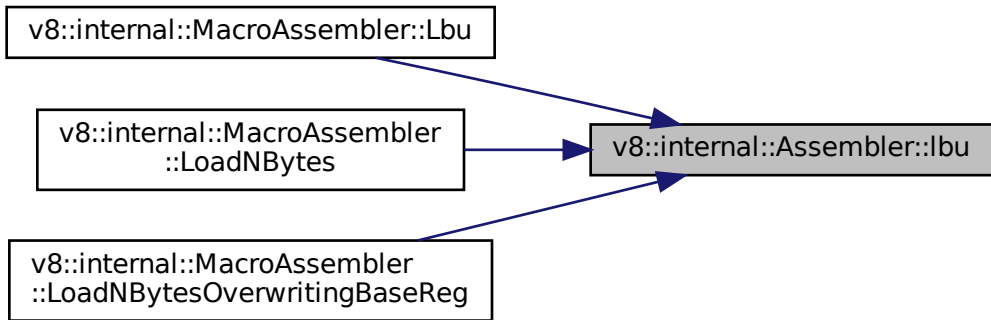 v8::internal::MacroAssembler::Lbu
v8::internal::MacroAssembler
::LoadNBytes
v8::internal::Assembler::lbu
v8::internal::MacroAssembler
::LoadNBytesOverwritingBaseReg